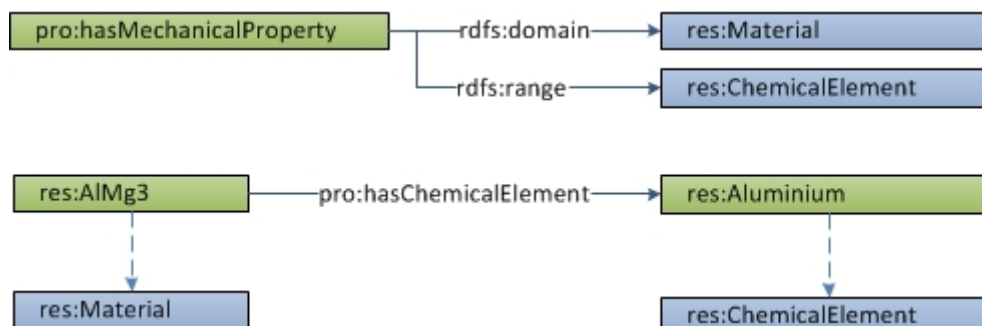 pro:hasMechanicalProperty rdfs:domain res:Material
rdfs:range res:ChemicalElement
res:AlMg3 pro:hasChemicalElement res:Aluminium
res:Material res:ChemicalElement